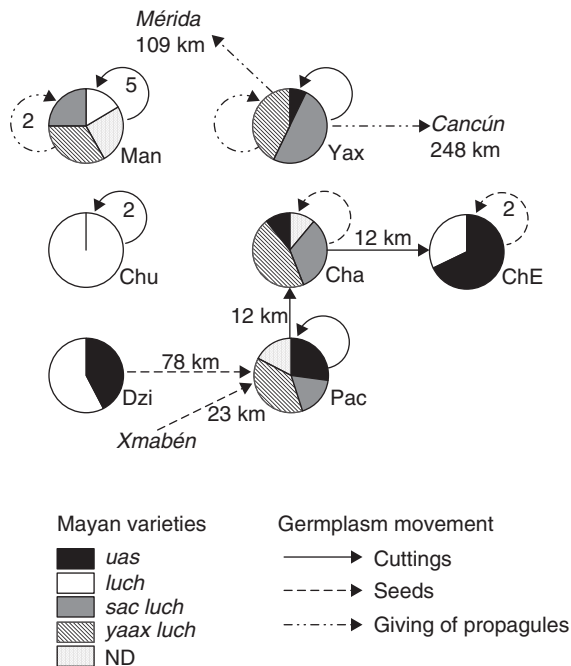 Mérida
109 km
5
2
Man
Yax
Cancún
248 km
2
Chu
Cha
12 km
2
ChE
12 km
78 km
Dzi
Pac
23 km
Xmabén
Mayan varieties
uas
luch
sac luch
yaax luch
ND
Germplasm movement
Cuttings
Seeds
Giving of propagules